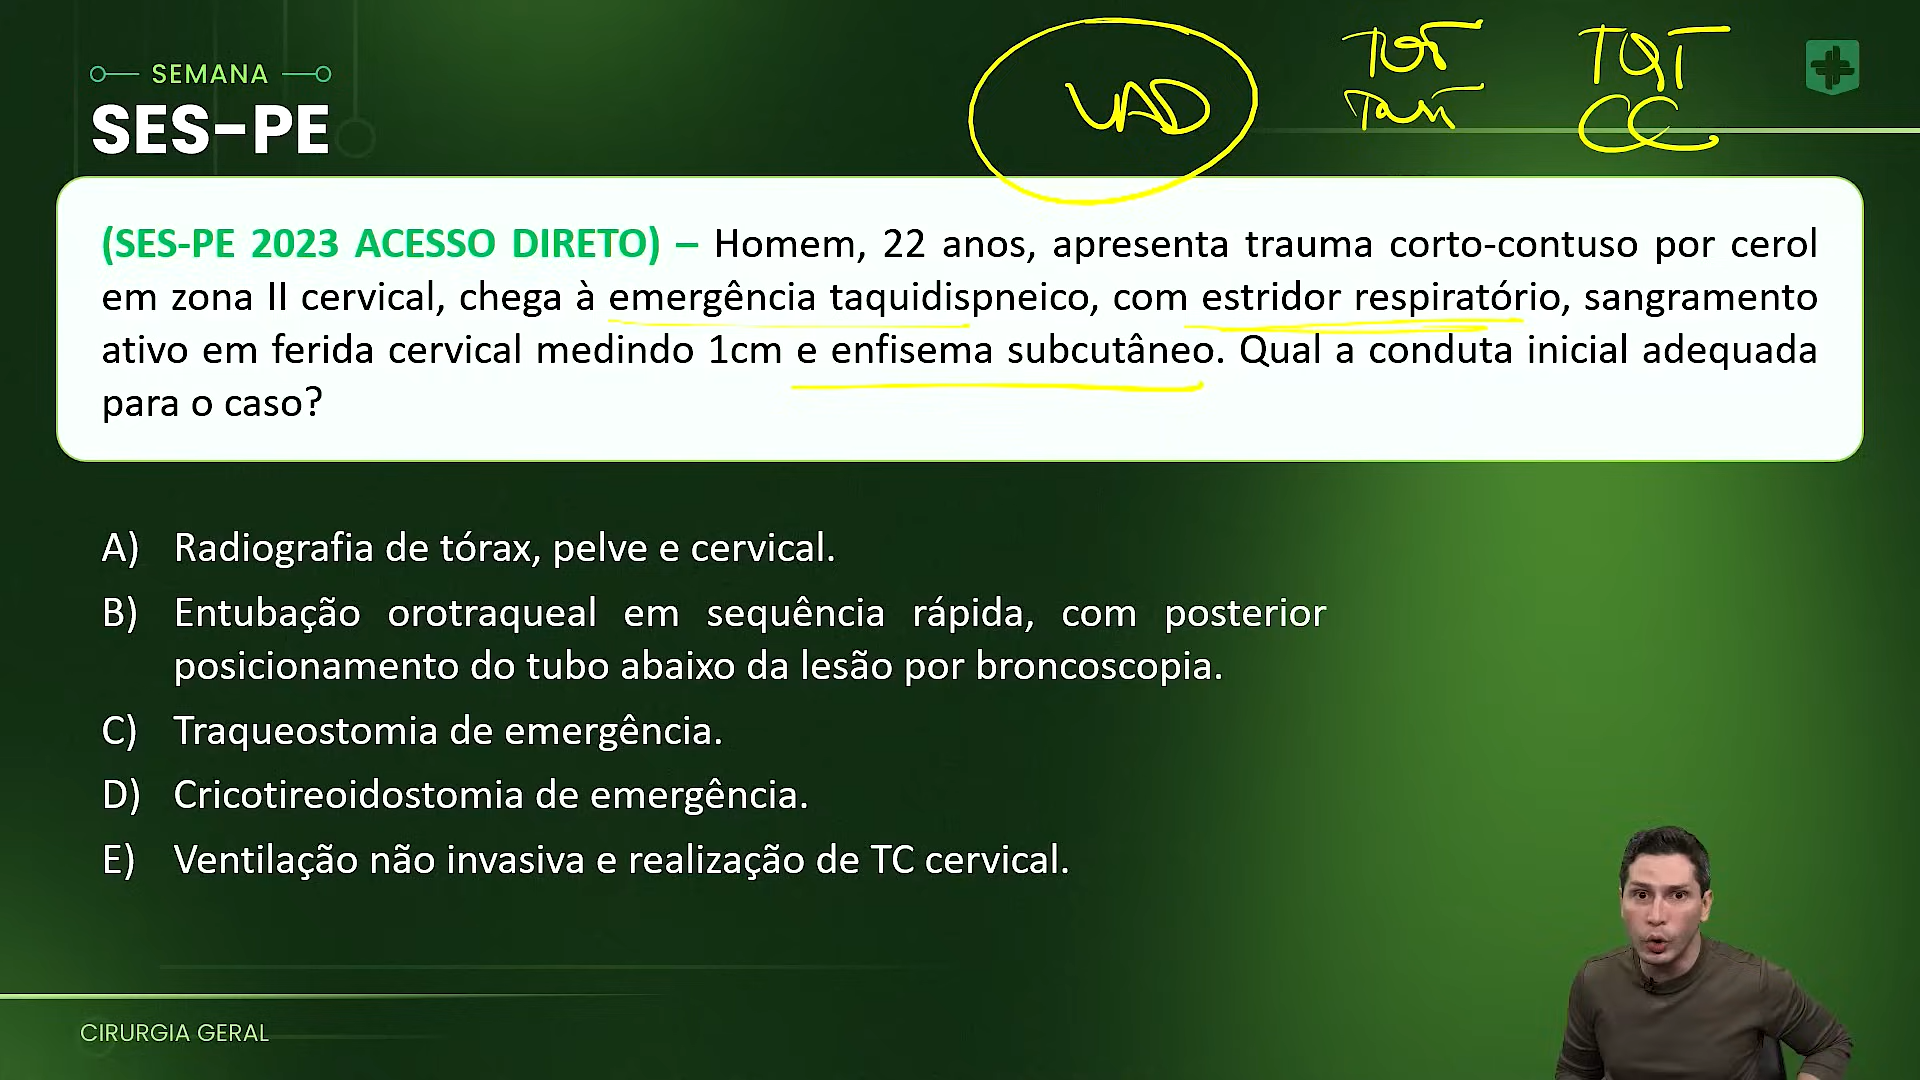 SEMANA
SES-PE
VAD
TOT
TQT
CC
(SES-PE 2023 ACESSO DIRETO) – Homem, 22 anos, apresenta trauma corto-contuso por cerol
em zona II cervical, chega à emergência taquidispneico, com estridor respiratório, sangramento
ativo em ferida cervical medindo 1cm e enfisema subcutâneo. Qual a conduta inicial adequada
para o caso?
A) Radiografia de tórax, pelve e cervical.
B) Entubação orotraqueal em sequência rápida, com posterior
posicionamento do tubo abaixo da lesão por broncoscopia.
C) Traqueostomia de emergência.
D) Cricotireoidostomia de emergência.
E) Ventilação não invasiva e realização de TC cervical.
CIRURGIA GERAL